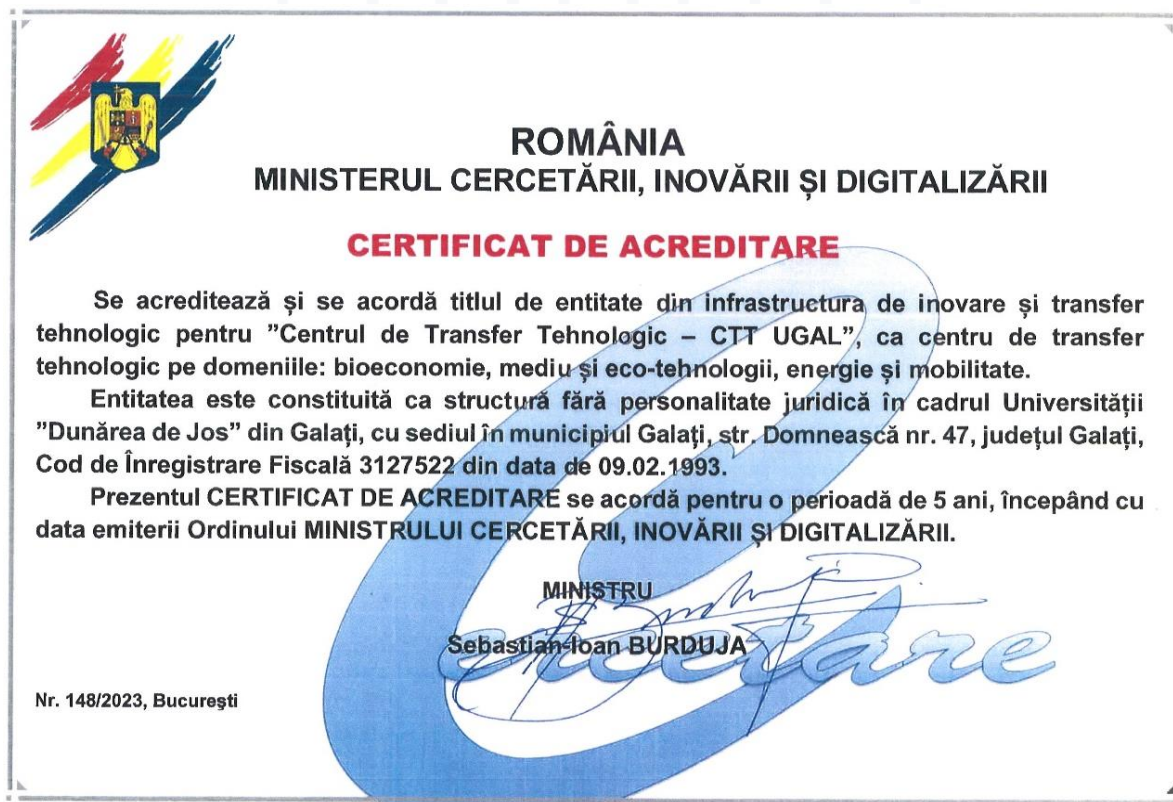 ROMÂNIA
MINISTERUL CERCETĂRII, INOVĂRII ȘI DIGITALIZĂRII
CERTIFICAT DE ACREDITARE
Se acreditează și se acordă titlul de entitate din infrastructura de inovare și transfer
tehnologic pentru ”Centrul de Transfer Tehnologic – CTT UGAL”, ca centru de transfer
tehnologic pe domeniile: bioeconomie, mediu și eco-tehnologii, energie și mobilitate.
Entitatea este constituită ca structură fără personalitate juridică în cadrul Universității
”Dunărea de Jos” din Galați, cu sediul în municipiul Galați, str. Domnească nr. 47, județul Galați,
Cod de Înregistrare Fiscală 3127522 din data de 09.02.1993.
Prezentul CERTIFICAT DE ACREDITARE se acordă pentru o perioadă de 5 ani, începând cu
data emiterii Ordinului MINISTRULUI CERCETĂRII, INOVĂRII ȘI DIGITALIZĂRII.
MINISTRU
Sebastian-Ioan BURDUJA
Cercetare
Nr. 148/2023, București